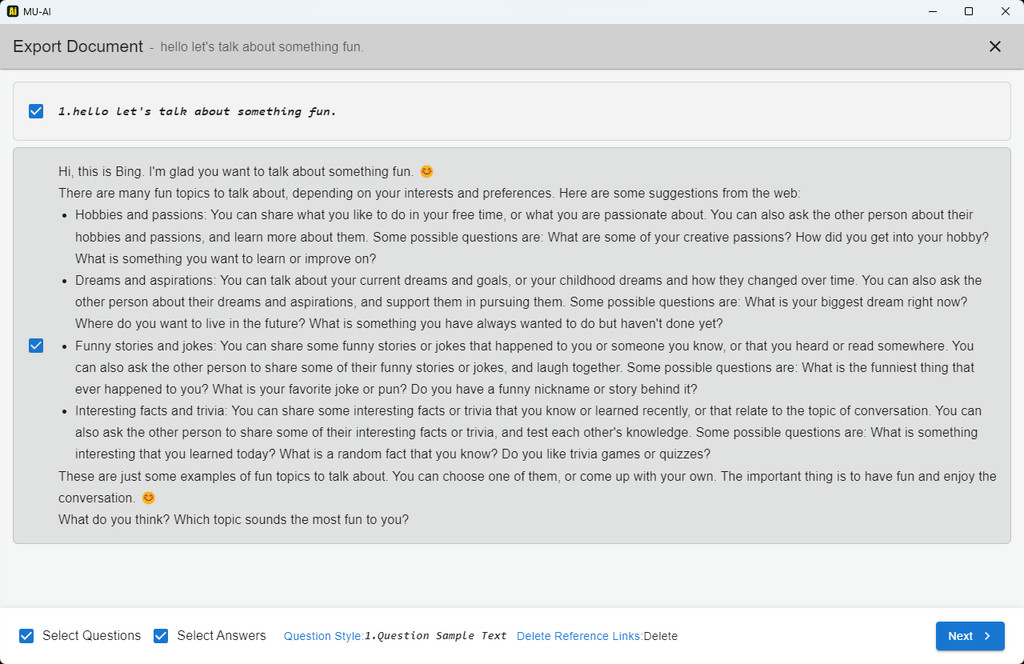 AI MU-AI
Export Document - hello let's talk about something fun.
1.hello let's talk about something fun.
Hi, this is Bing. I'm glad you want to talk about something fun. 😊
There are many fun topics to talk about, depending on your interests and preferences. Here are some suggestions from the web:
• Hobbies and passions: You can share what you like to do in your free time, or what you are passionate about. You can also ask the other person about their
hobbies and passions, and learn more about them. Some possible questions are: What are some of your creative passions? How did you get into your hobby?
What is something you want to learn or improve on?
• Dreams and aspirations: You can talk about your current dreams and goals, or your childhood dreams and how they changed over time. You can also ask the
other person about their dreams and aspirations, and support them in pursuing them. Some possible questions are: What is your biggest dream right now?
Where do you want to live in the future? What is something you have always wanted to do but haven't done yet?
• Funny stories and jokes: You can share some funny stories or jokes that happened to you or someone you know, or that you heard or read somewhere. You
can also ask the other person to share some of their funny stories or jokes, and laugh together. Some possible questions are: What is the funniest thing that
ever happened to you? What is your favorite joke or pun? Do you have a funny nickname or story behind it?
• Interesting facts and trivia: You can share some interesting facts or trivia that you know or learned recently, or that relate to the topic of conversation. You can
also ask the other person to share some of their interesting facts or trivia, and test each other's knowledge. Some possible questions are: What is something
interesting that you learned today? What is a random fact that you know? Do you like trivia games or quizzes?
These are just some examples of fun topics to talk about. You can choose one of them, or come up with your own. The important thing is to have fun and enjoy the
conversation. 😊
What do you think? Which topic sounds the most fun to you?
Select Questions Select Answers Question Style:1.Question Sample Text Delete Reference Links:Delete Next